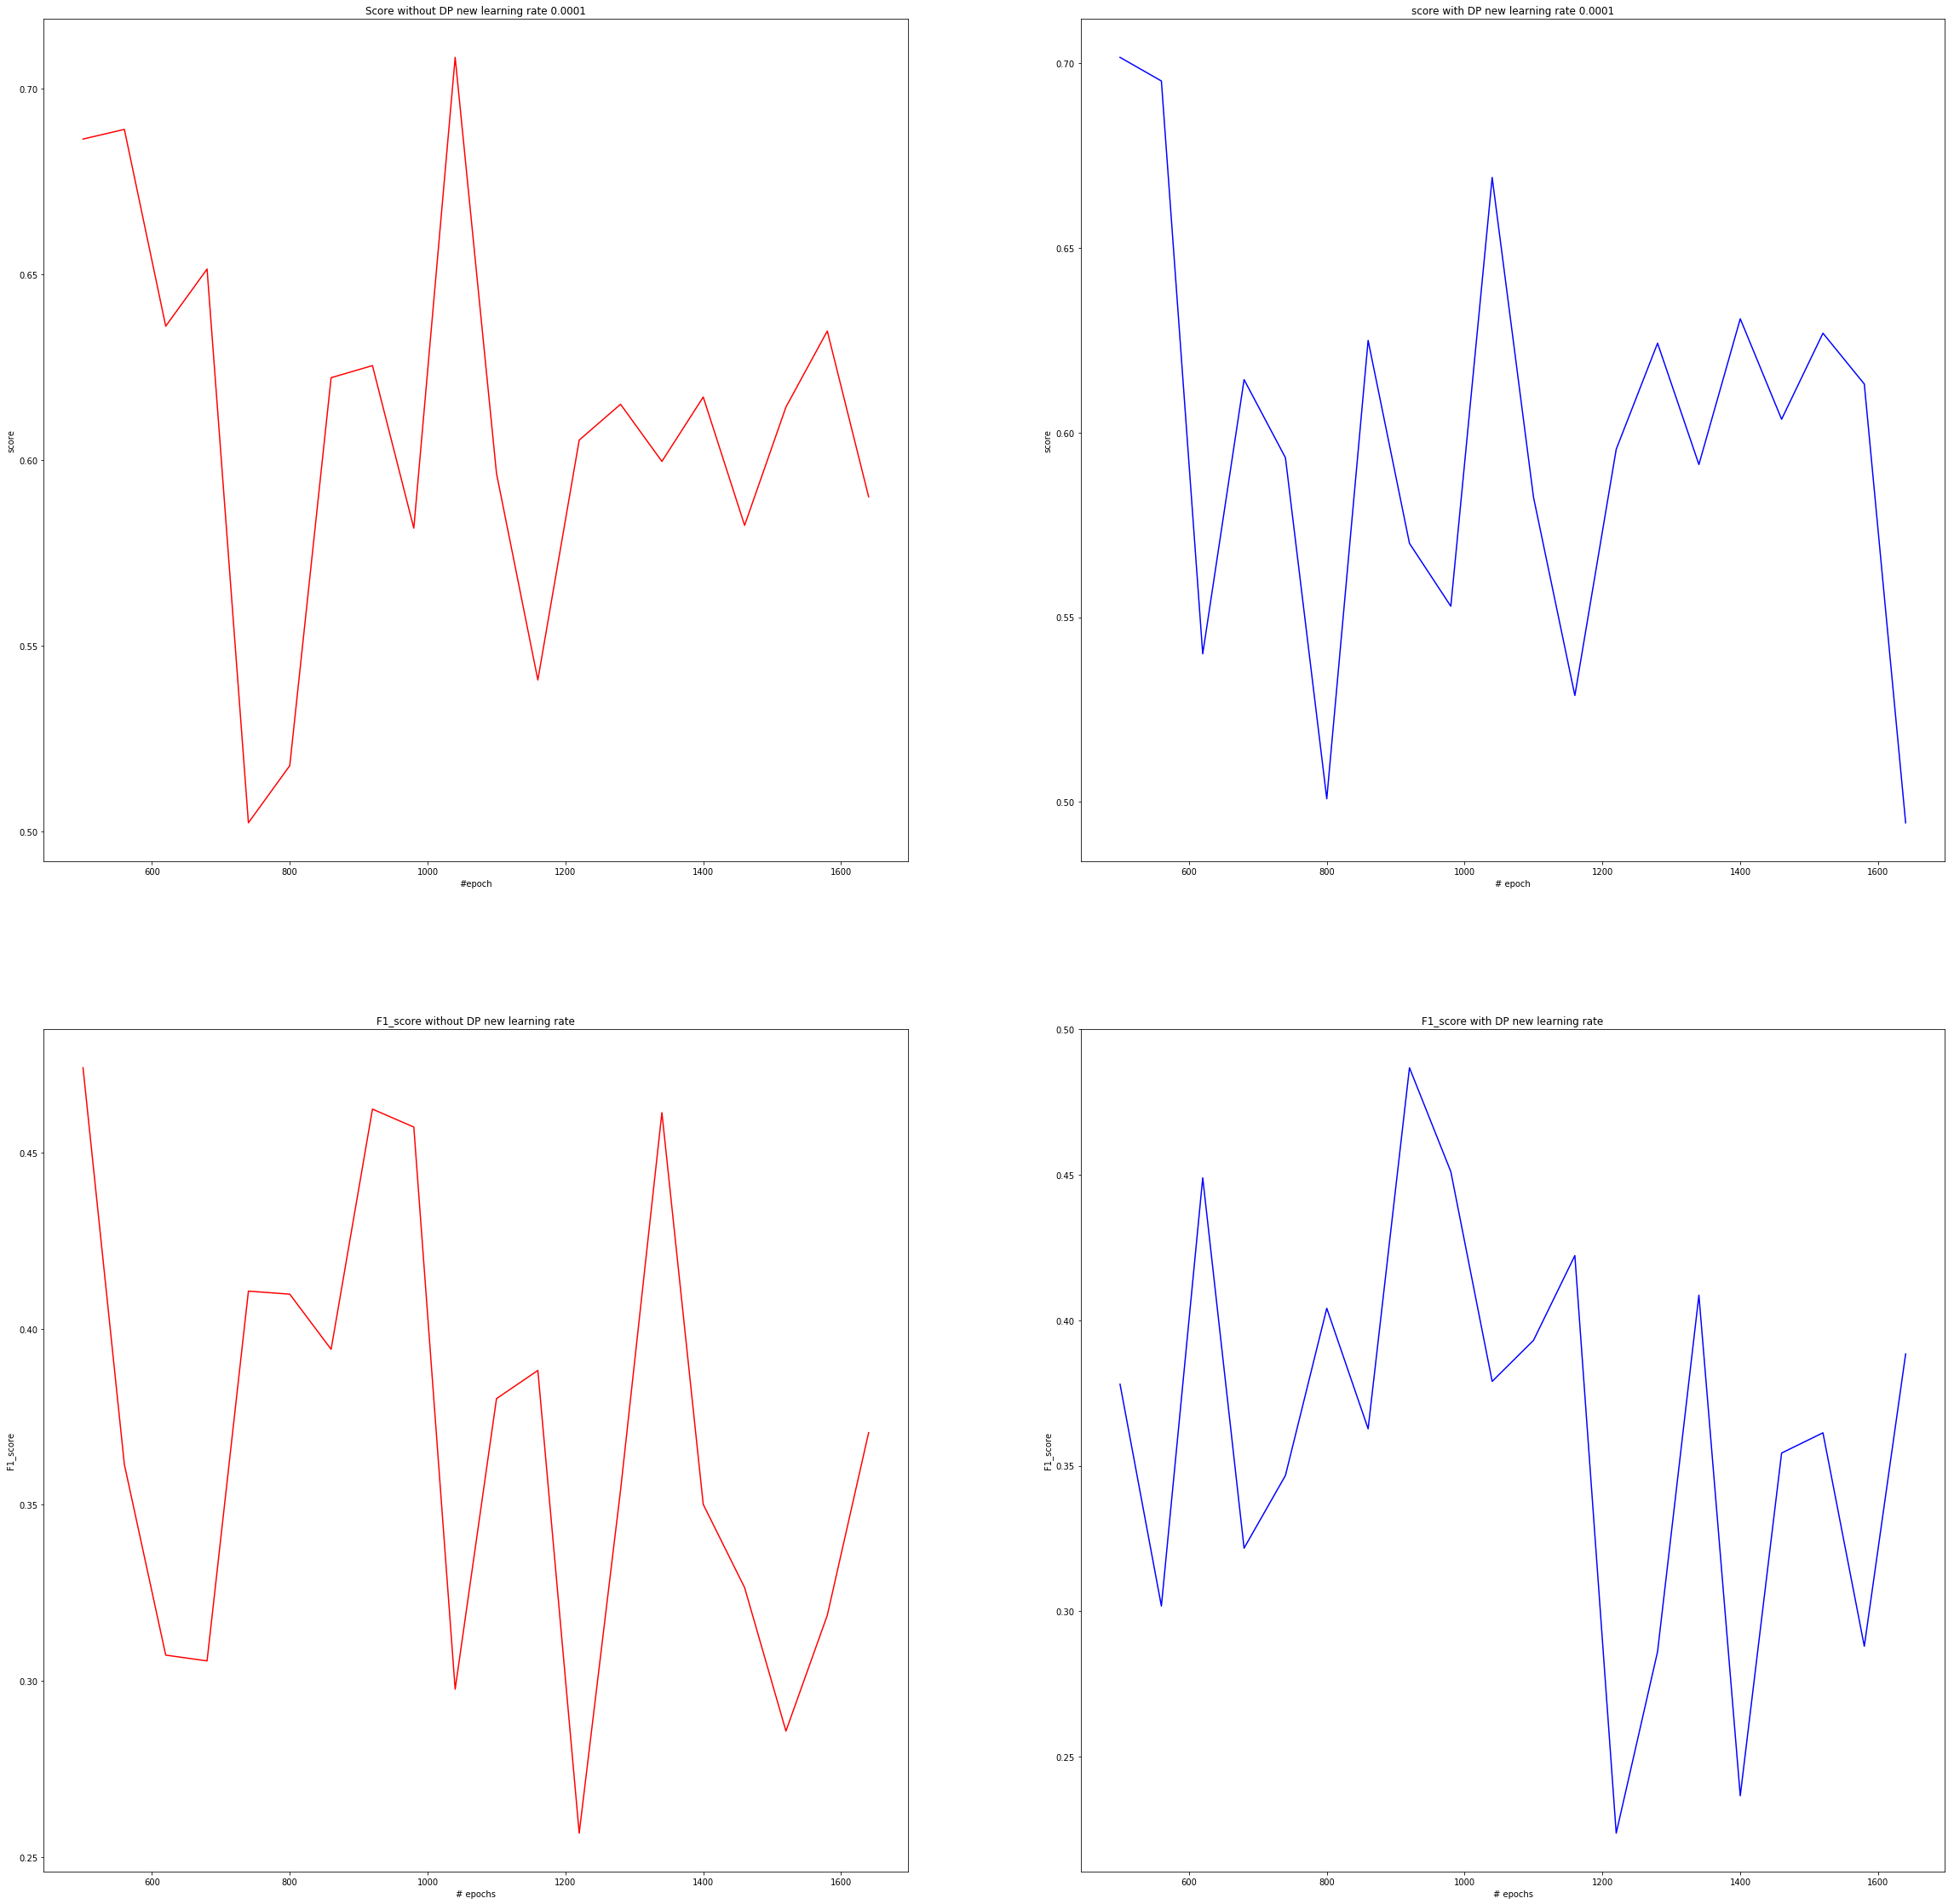 Score without DP new learning rate 0.0001
0.70
0.65
0.60
0.55
0.50
score
600 800 1000 1200 1400 1600
#epoch
score with DP new learning rate 0.0001
0.70
0.65
0.60
0.55
0.50
score
600 800 1000 1200 1400 1600
# epoch
F1_score without DP new learning rate
0.45
0.40
0.35
0.30
0.25
F1_score
600 800 1000 1200 1400 1600
# epochs
F1_score with DP new learning rate
0.50
0.45
0.40
0.35
0.30
0.25
F1_score
600 800 1000 1200 1400 1600
# epochs